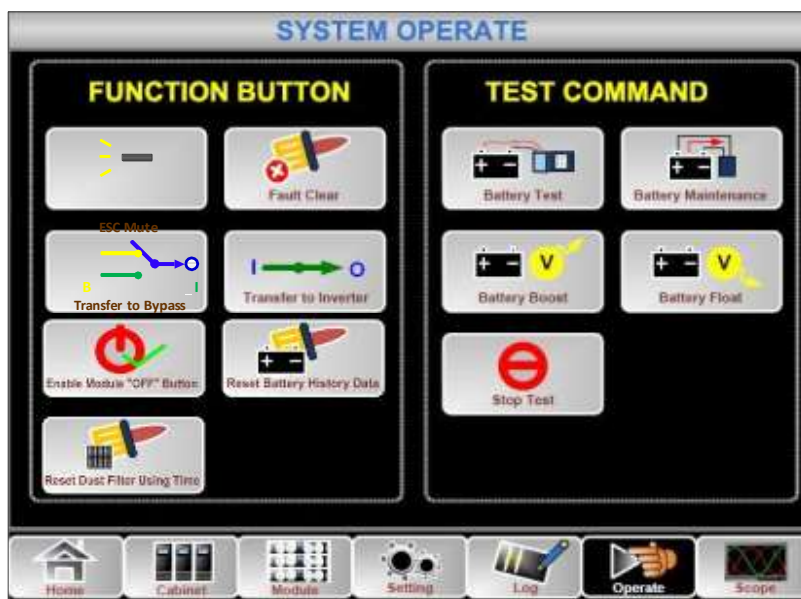 SYSTEM OPERATE
FUNCTION BUTTON
Fault Clear
ESC Mute
B I
Transfer to Bypass
I O
Transfer to Inverter
Enable Module "OFF" Button
Reset Battery History Data
Reset Dust Filter Using Time
TEST COMMAND
+ −
Battery Test
+ −
Battery Maintenance
+ − V
Battery Boost
+ − V
Battery Float
Stop Test
Home
Cabinet
Module
Setting
Log
Operate
Scope